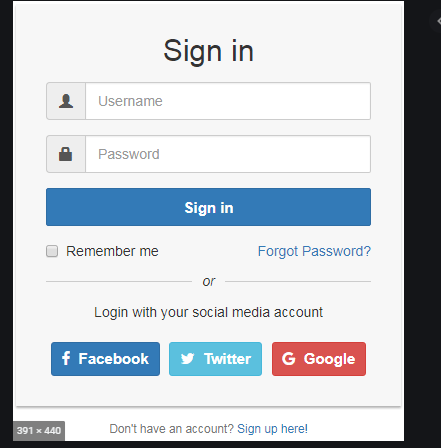 Sign in
Username
Password
Sign in
Remember me Forgot Password?
or
Login with your social media account
Facebook Twitter Google
Don't have an account? Sign up here!
391 × 440